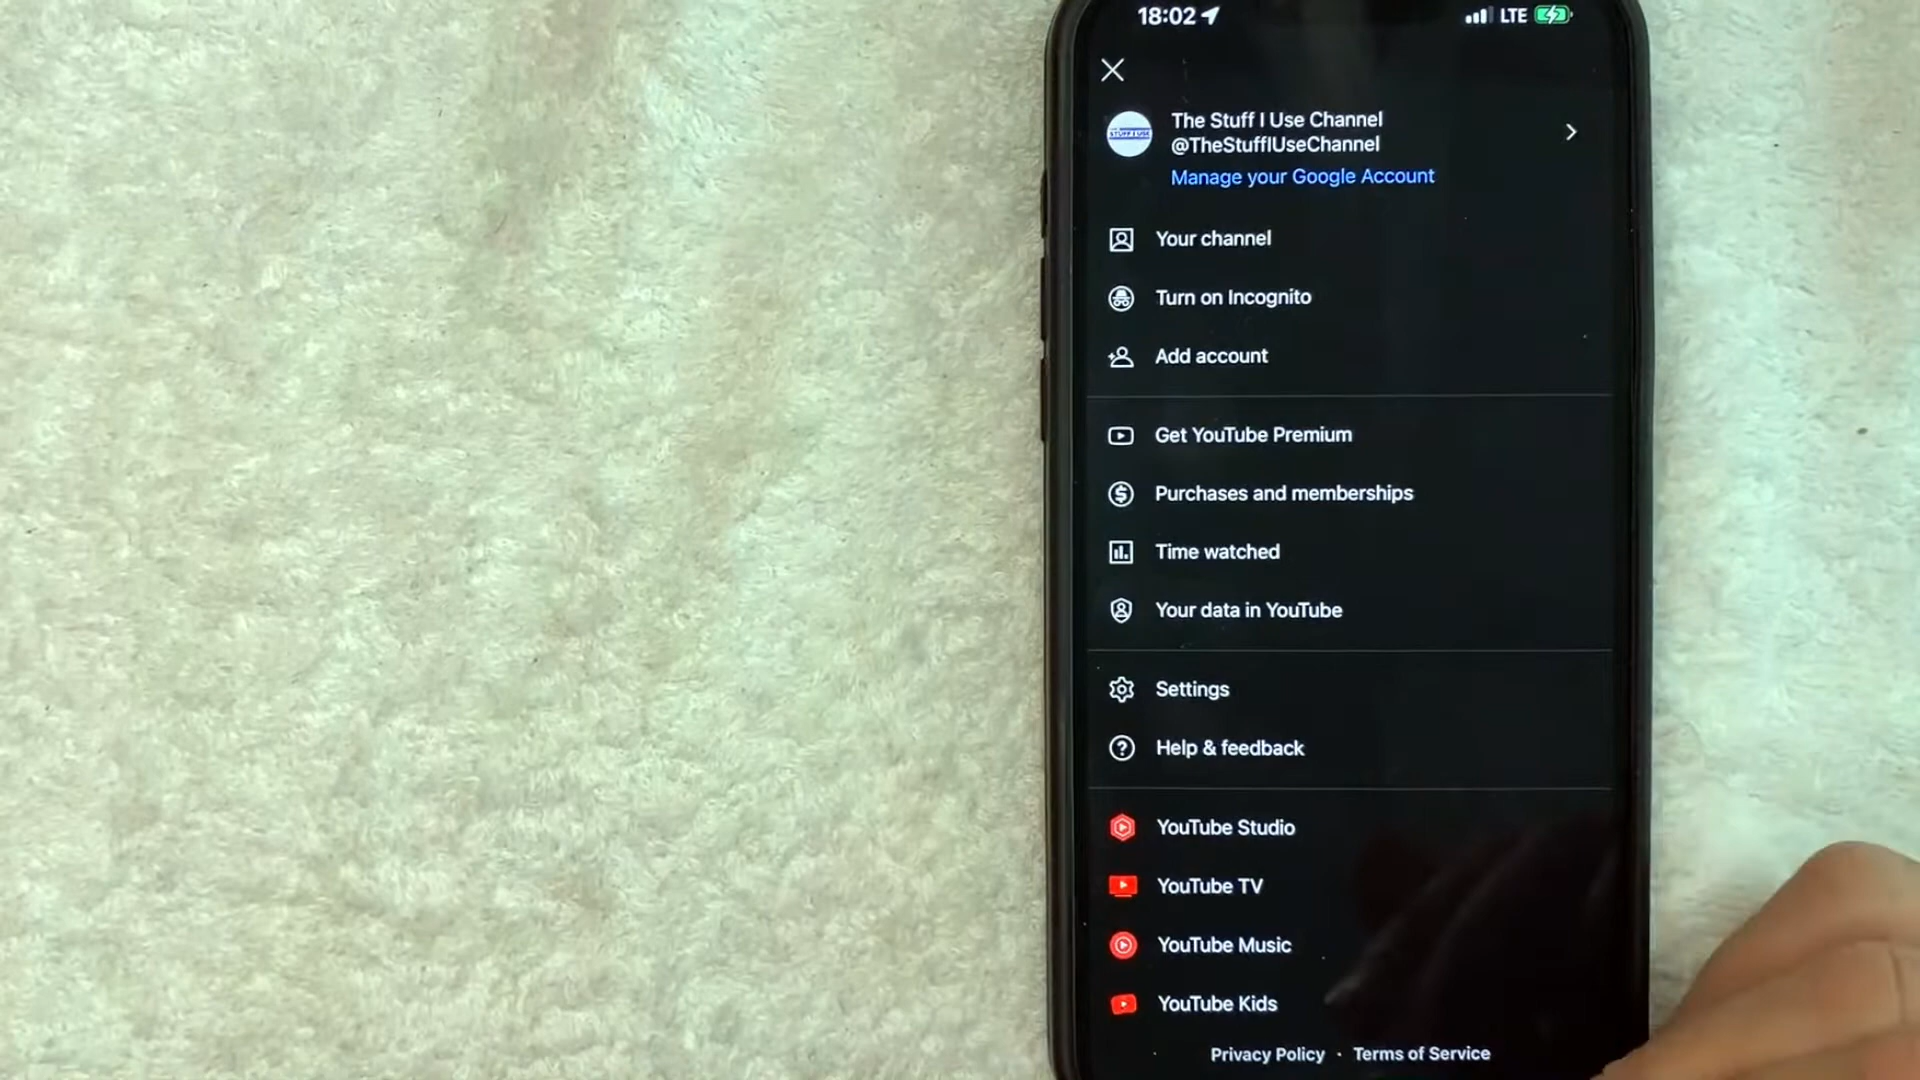 18:02 LTE
The Stuff I Use Channel
@TheStuffIUseChannel
Manage your Google Account
Your channel
Turn on Incognito
Add account
Get YouTube Premium
Purchases and memberships
Time watched
Your data in YouTube
Settings
Help & feedback
YouTube Studio
YouTube TV
YouTube Music
YouTube Kids
Privacy Policy · Terms of Service